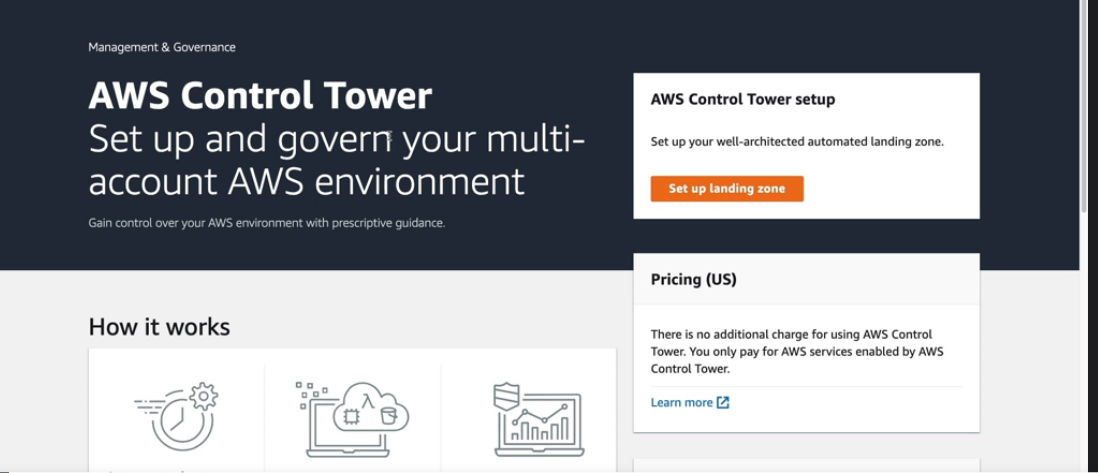 Management & Governance
AWS Control Tower
Set up and govern your multi-
account AWS environment
Gain control over your AWS environment with prescriptive guidance.
AWS Control Tower setup
Set up your well-architected automated landing zone.
Set up landing zone
Pricing (US)
There is no additional charge for using AWS Control
Tower. You only pay for AWS services enabled by AWS
Control Tower.
Learn more
How it works